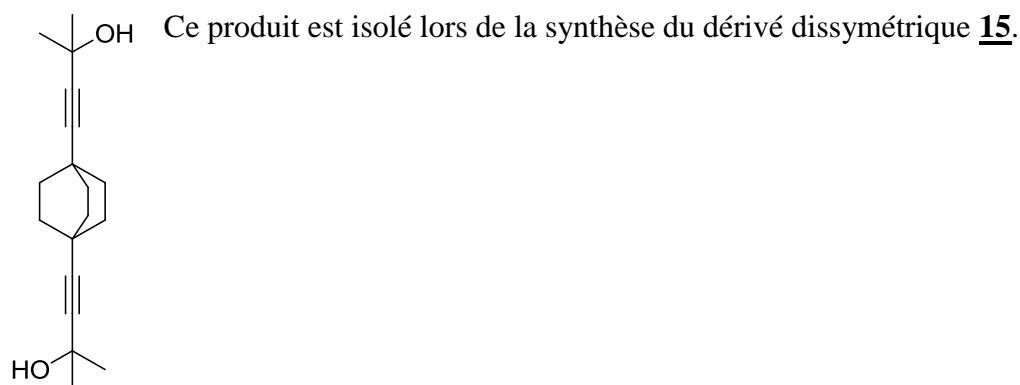 OH
Ce produit est isolé lors de la synthèse du dérivé dissymétrique 15.
HO